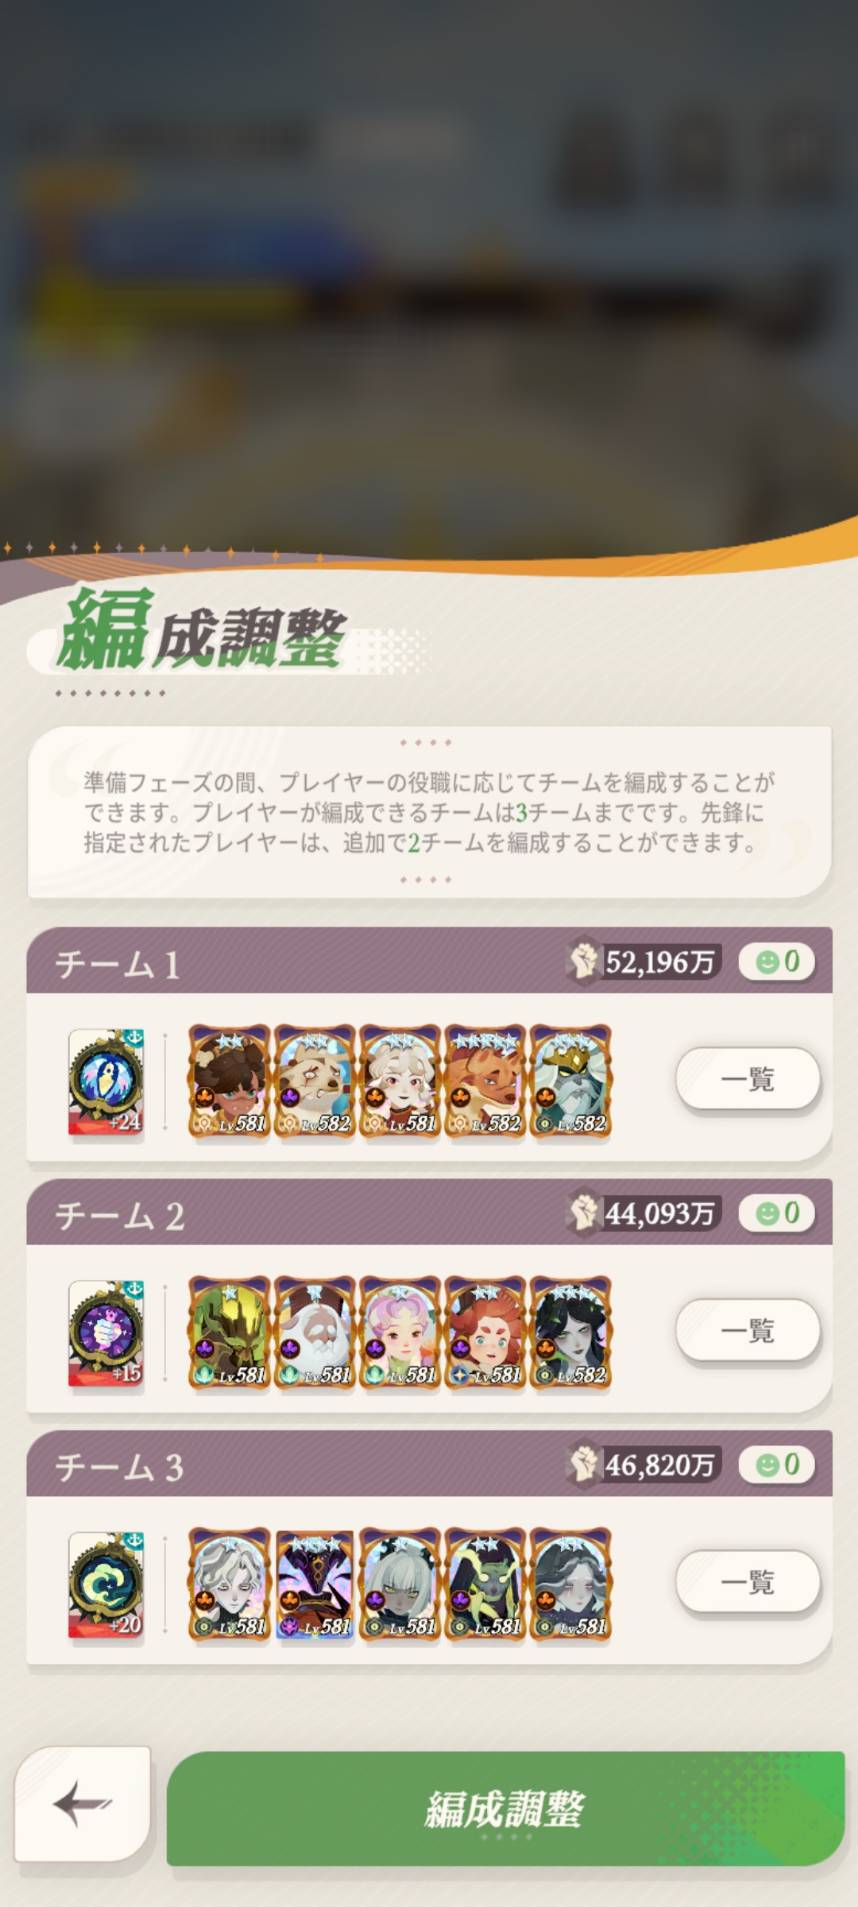 編成調整
準備フェーズの間、プレイヤーの役職に応じてチームを編成することが
できます。プレイヤーが編成できるチームは3チームまでです。先鋒に
指定されたプレイヤーは、追加で2チームを編成することができます。
チーム 1
52,196万
0
+24
Lv581
Lv582
Lv581
Lv582
Lv582
一覧
チーム 2
44,093万
0
+15
Lv581
Lv581
Lv581
Lv581
Lv582
一覧
チーム 3
46,820万
0
+20
Lv581
Lv581
Lv581
Lv581
Lv581
一覧
編成調整